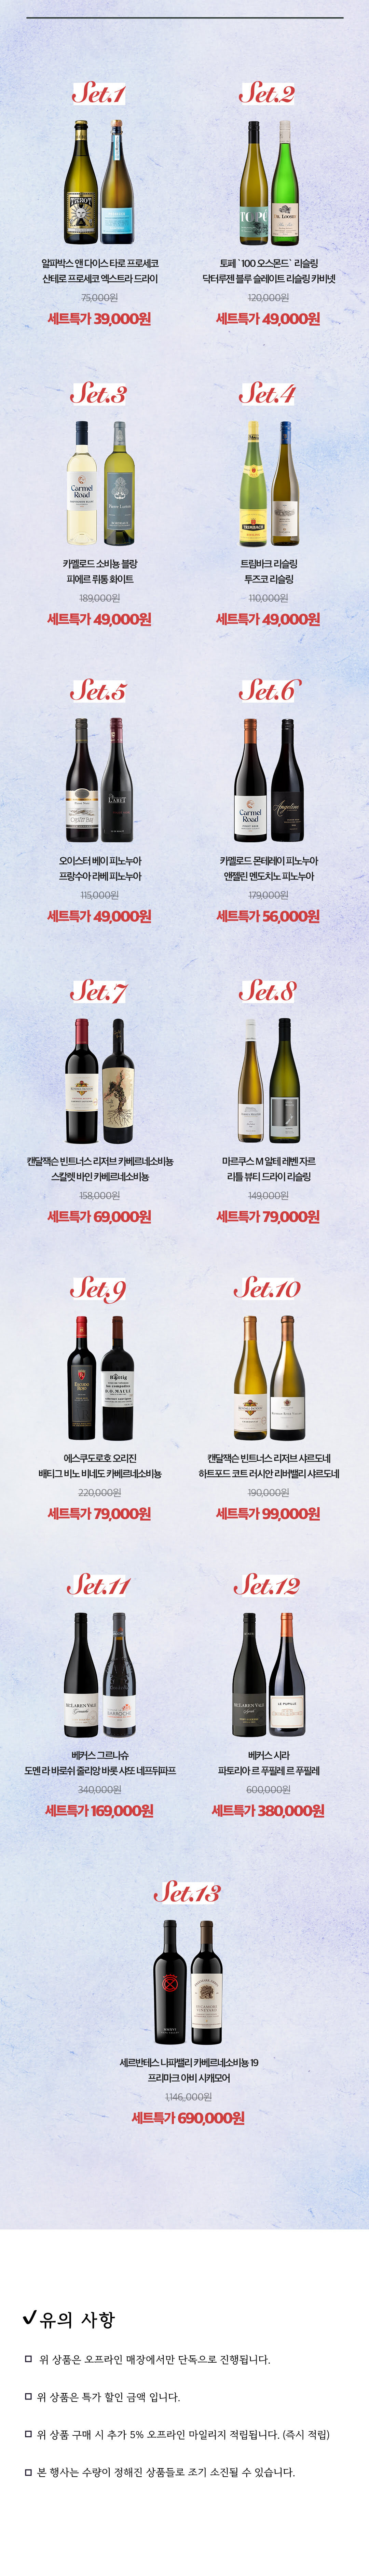 Set.1
알파박스 앤 다이스 타로 프로세코
산테로 프로세코 엑스트라 드라이
75,000원
세트특가 39,000원
Set.2
토페 `100 오스몬드` 리슬링
닥터루젠 블루 슬레이트 리슬링 카비넷
120,000원
세트특가 49,000원
Set.3
Carmel
Road
카멜로드 소비뇽 블랑
피에르 뤼통 화이트
189,000원
세트특가 49,000원
Set.4
TRIMBACH
트림바크 리슬링
투즈코 리슬링
110,000원
세트특가 49,000원
Set.5
오이스터 베이 피노누아
프랑수아 라베 피노누아
115,000원
세트특가 49,000원
Set.6
Carmel
Road
Angeline
카멜로드 몬테레이 피노누아
앤젤린 멘도치노 피노누아
179,000원
세트특가 56,000원
Set.7
캔달잭슨 빈트너스 리저브 카베르네소비뇽
스칼렛 바인 카베르네소비뇽
158,000원
세트특가 69,000원
Set.8
마르쿠스 M 알테 레벤 자르
리틀 뷰티 드라이 리슬링
149,000원
세트특가 79,000원
Set.9
에스쿠도로호 오리진
배티그 비노 비네도 카베르네소비뇽
220,000원
세트특가 79,000원
Set.10
캔달잭슨 빈트너스 리저브 샤르도네
하트포드 코트 러시안 리버밸리 샤르도네
190,000원
세트특가 99,000원
Set.11
McLAREN VALE
베커스 그르나슈
도멘 라 바로쉬 줄리앙 바롯 샤또 네프뒤파프
340,000원
세트특가 169,000원
Set.12
McLAREN VALE
LE PUPILLE
베커스 시라
파토리아 르 푸필레 르 푸필레
600,000원
세트특가 380,000원
Set.13
세르반테스 나파밸리 카베르네소비뇽 19
프리마크 아비 시캐모어
1,146,000원
세트특가 690,000원
✓유의 사항
위 상품은 오프라인 매장에서만 단독으로 진행됩니다.
위 상품은 특가 할인 금액 입니다.
위 상품 구매 시 추가 5% 오프라인 마일리지 적립됩니다. (즉시 적립)
본 행사는 수량이 정해진 상품들로 조기 소진될 수 있습니다.